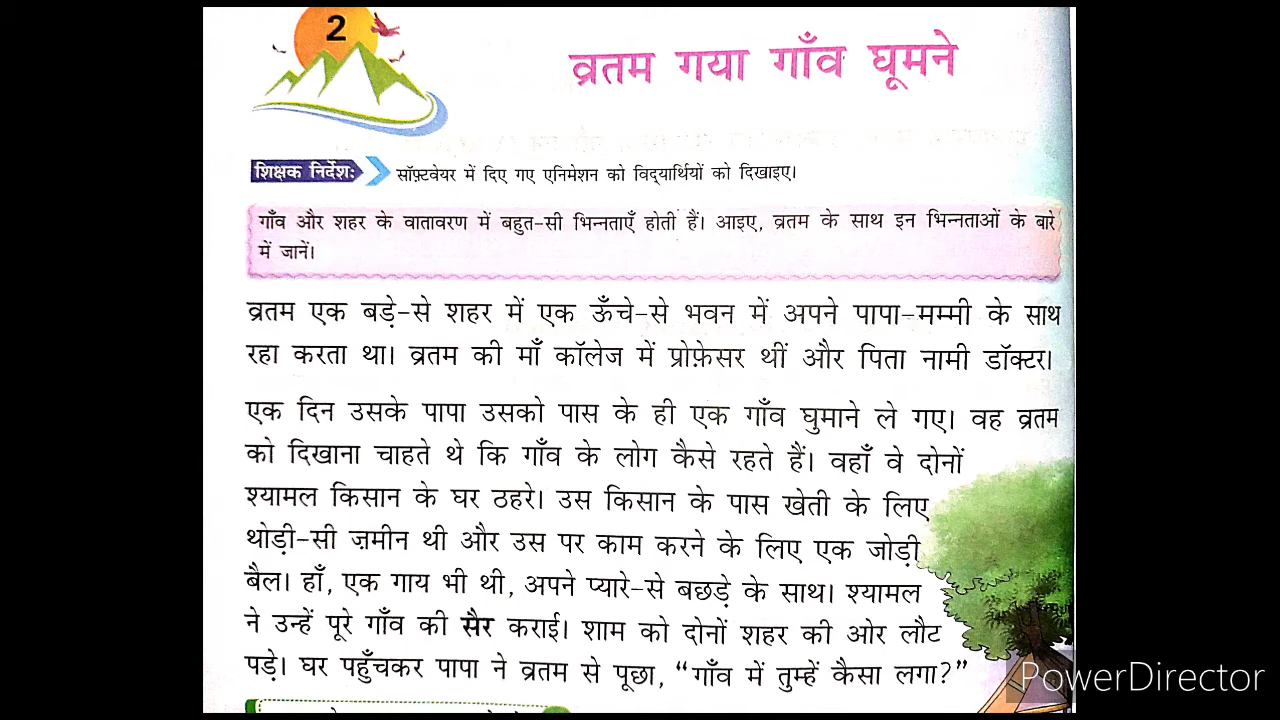 2
व्रतम गया गाँव घूमने
शिक्षक निर्देशः सॉफ़्टवेयर में दिए गए एनिमेशन को विद्यार्थियों को दिखाइए।
गाँव और शहर के वातावरण में बहुत-सी भिन्नताएँ होती हैं। आइए, व्रतम के साथ इन भिन्नताओं के बारे
में जानें।
व्रतम एक बड़े-से शहर में एक ऊँचे-से भवन में अपने पापा-मम्मी के साथ
रहा करता था। व्रतम की माँ कॉलेज में प्रोफ़ेसर थीं और पिता नामी डॉक्टर।
एक दिन उसके पापा उसको पास के ही एक गाँव घुमाने ले गए। वह व्रतम
को दिखाना चाहते थे कि गाँव के लोग कैसे रहते हैं। वहाँ वे दोनों
श्यामल किसान के घर ठहरे। उस किसान के पास खेती के लिए
थोड़ी-सी ज़मीन थी और उस पर काम करने के लिए एक जोड़ी
बैल। हाँ, एक गाय भी थी, अपने प्यारे-से बछड़े के साथ। श्यामल
ने उन्हें पूरे गाँव की सैर कराई। शाम को दोनों शहर की ओर लौट
पड़े। घर पहुँचकर पापा ने व्रतम से पूछा, “गाँव में तुम्हें कैसा लगा?”
PowerDirector